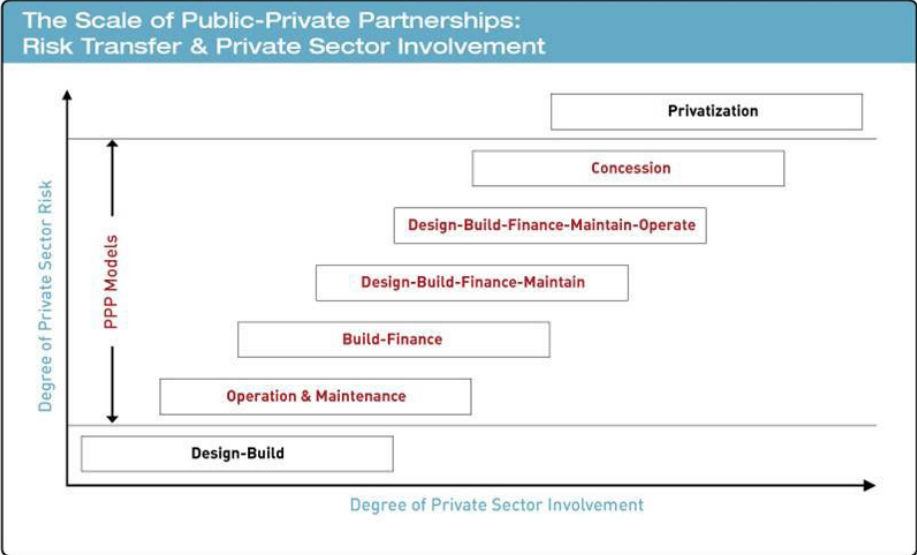 The Scale of Public-Private Partnerships:
Risk Transfer & Private Sector Involvement
Privatization
Concession
Design-Build-Finance-Maintain-Operate
Design-Build-Finance-Maintain
Build-Finance
Operation & Maintenance
Design-Build
PPP Models
Degree of Private Sector Risk
Degree of Private Sector Involvement